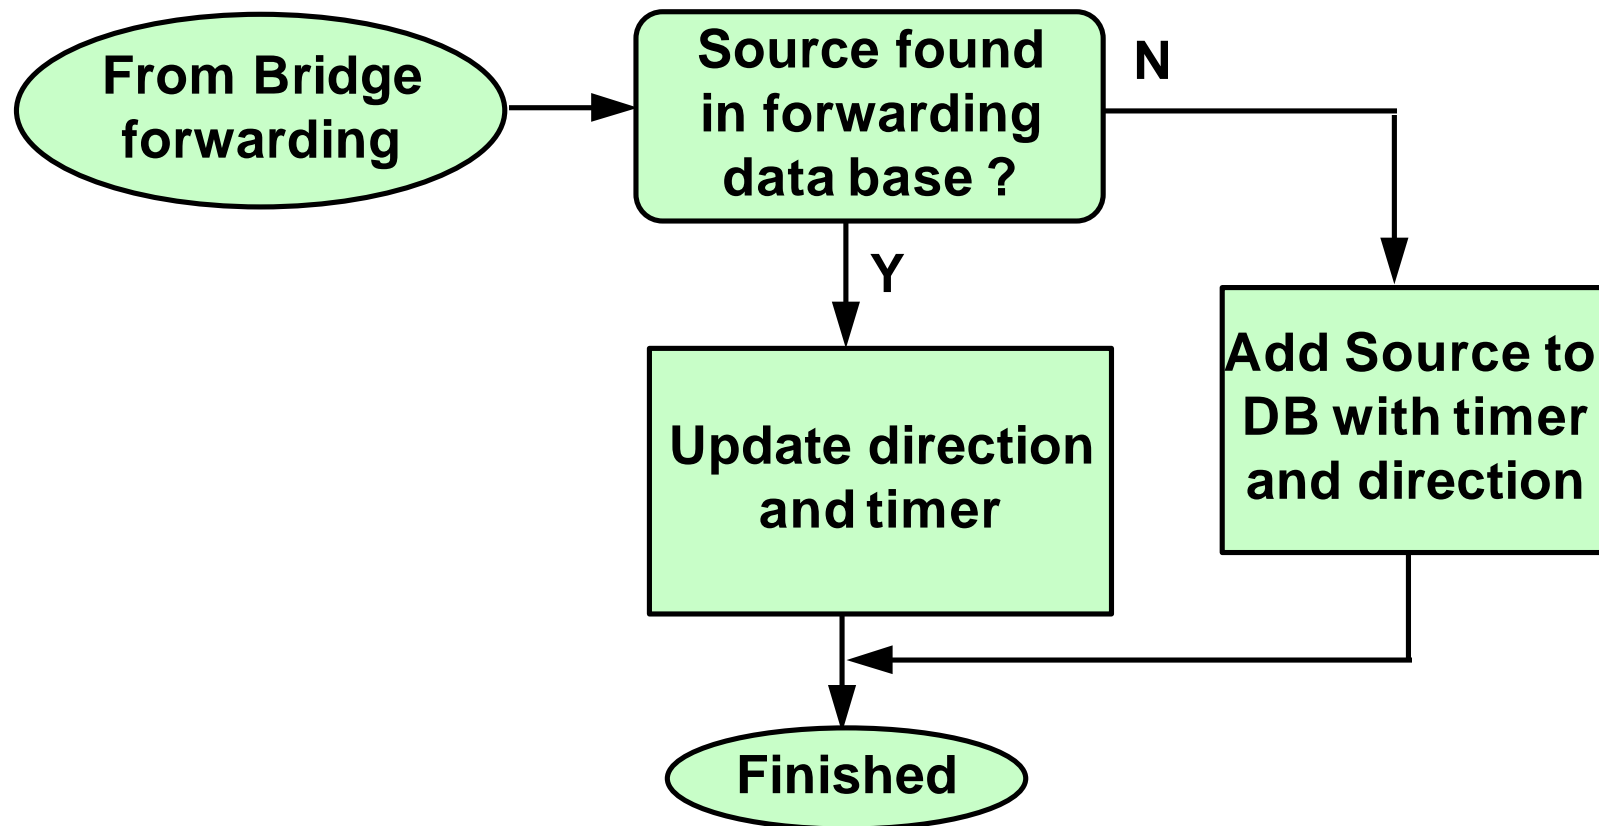 From Bridge
forwarding
Source found
in forwarding
data base ?
N
Y
Update direction
and timer
Add Source to
DB with timer
and direction
Finished